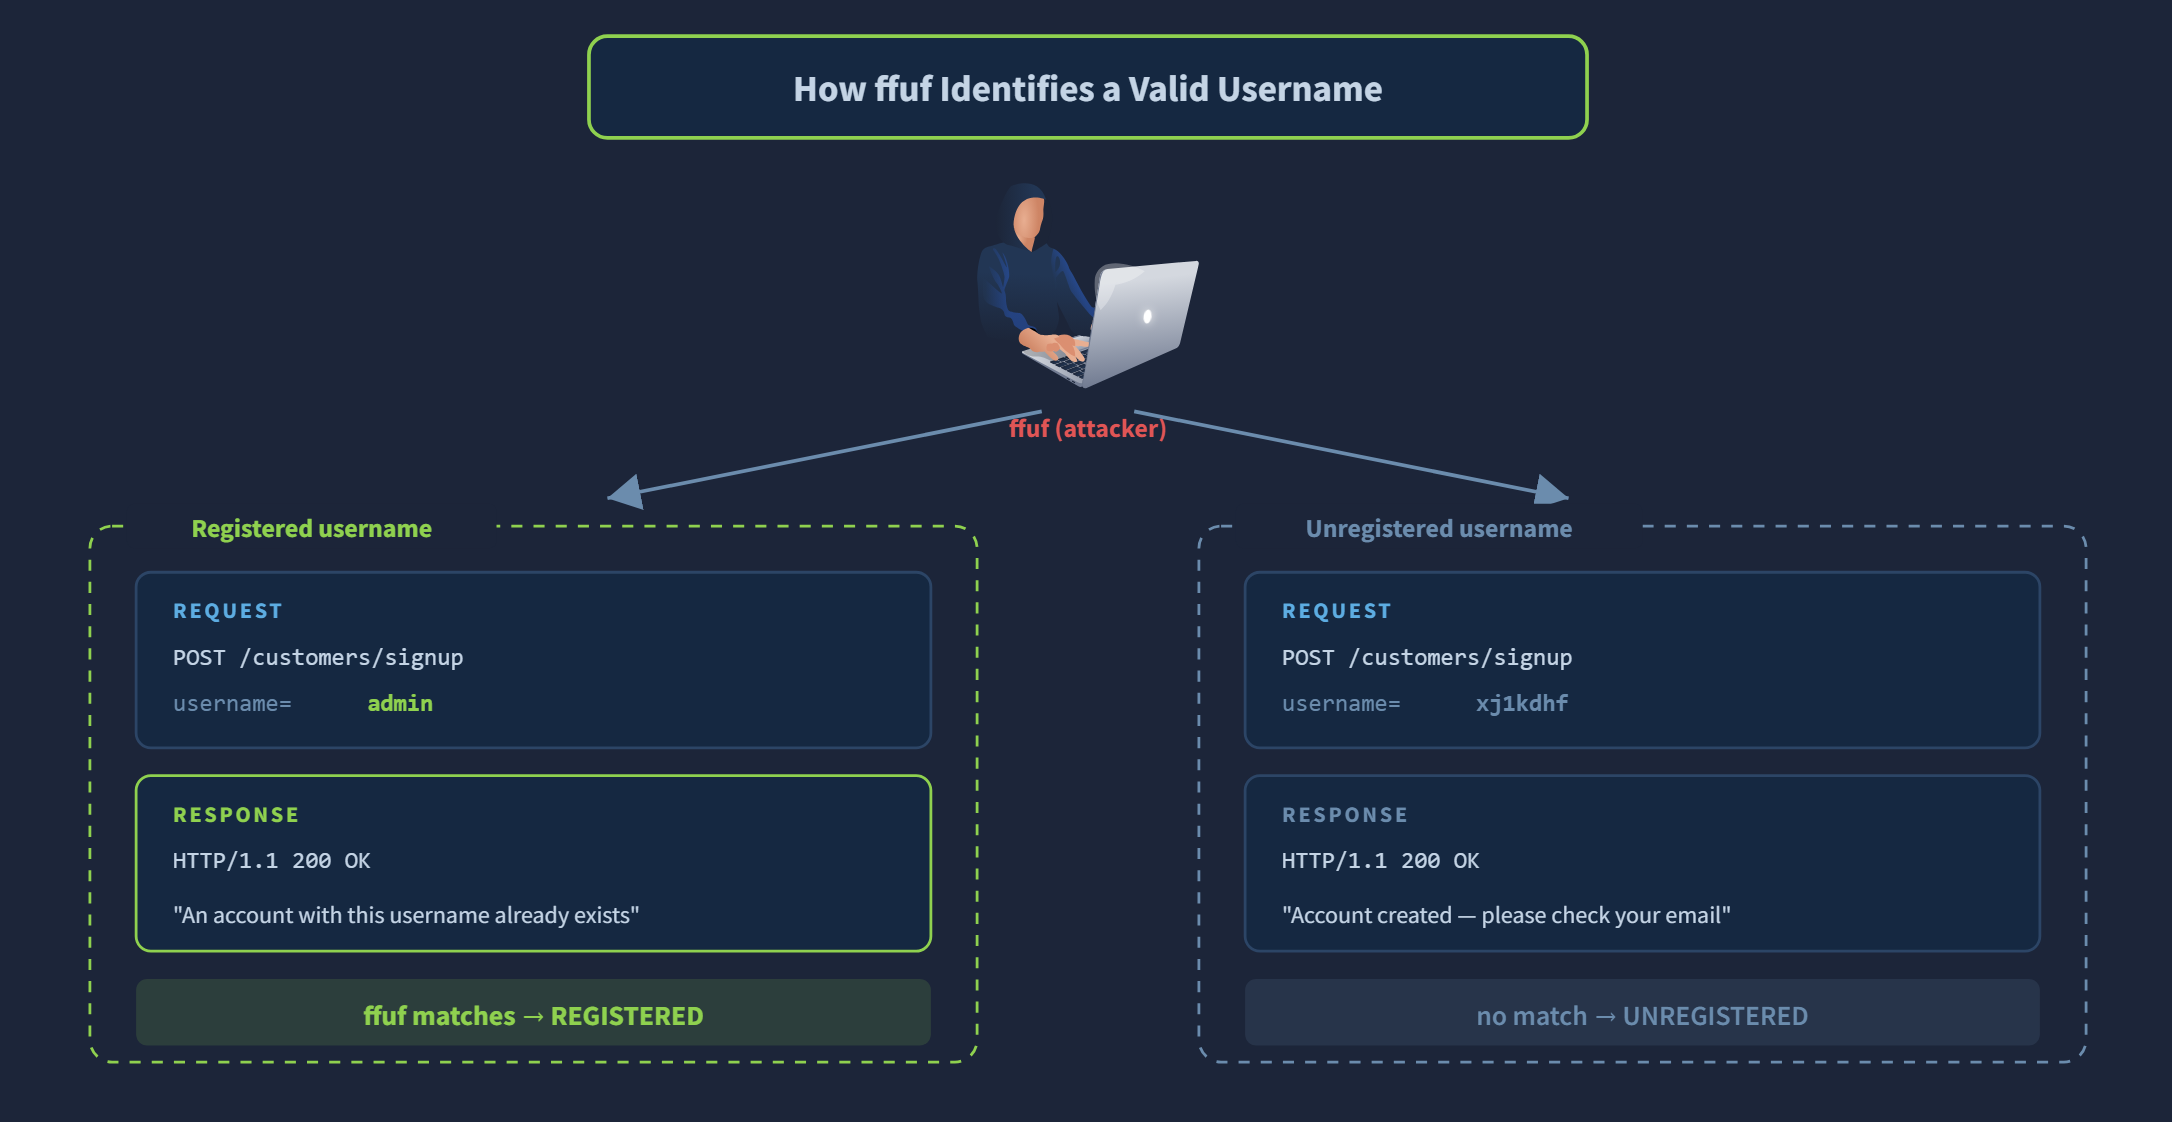 How ffuf Identifies a Valid Username
ffuf (attacker)
Registered username
REQUEST
POST /customers/signup
username= admin
RESPONSE
HTTP/1.1 200 OK
"An account with this username already exists"
ffuf matches → REGISTERED
Unregistered username
REQUEST
POST /customers/signup
username= xj1kdhf
RESPONSE
HTTP/1.1 200 OK
"Account created — please check your email"
no match → UNREGISTERED